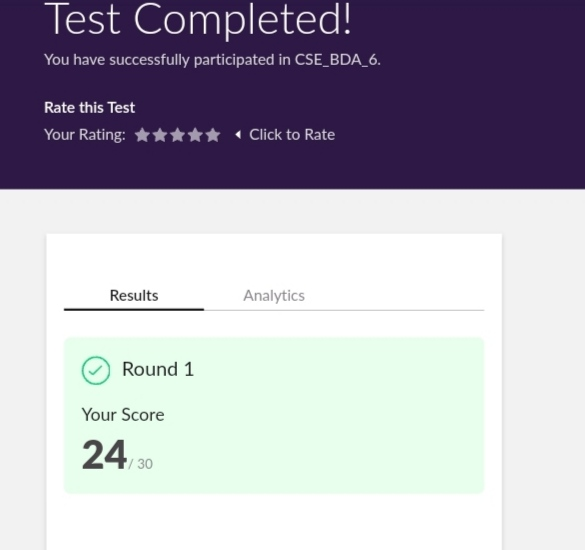 Test Completed!
You have successfully participated in CSE_BDA_6.
Rate this Test
Your Rating: Click to Rate
Results Analytics
Round 1
Your Score
24/ 30